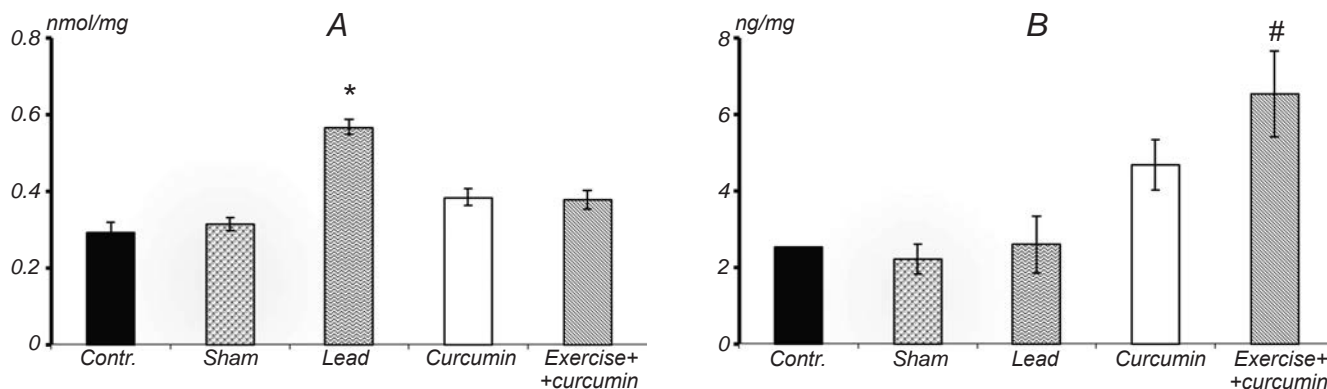 nmol/mg
A
0.8
0.6
0.4
0.2
0
*
Contr.
Sham
Lead
Curcumin
Exercise+
+curcumin
ng/mg
B
8
6
4
2
0
#
Contr.
Sham
Lead
Curcumin
Exercise+
+curcumin